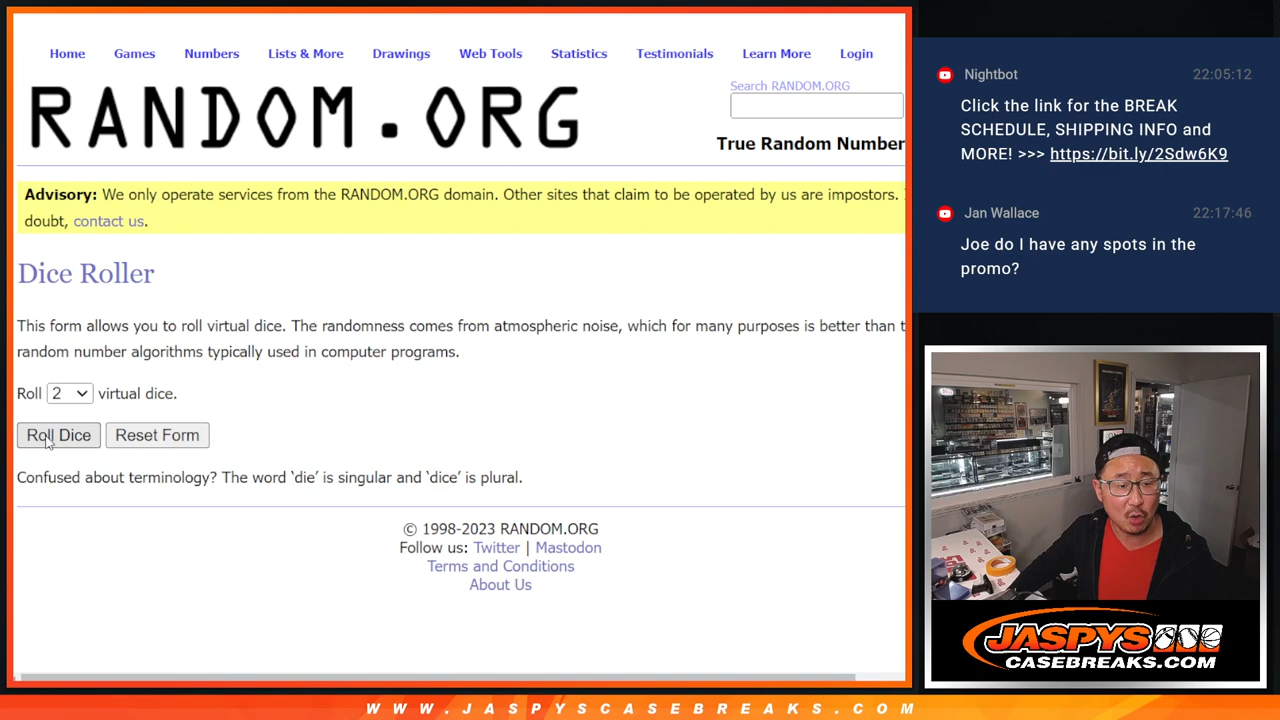 Home Games Numbers Lists & More Drawings Web Tools Statistics Testimonials Learn More Login
RANDOM.ORG
Search RANDOM.ORG
True Random Number
Advisory: We only operate services from the RANDOM.ORG domain. Other sites that claim to be operated by us are impostors.
doubt, contact us.
Dice Roller
This form allows you to roll virtual dice. The randomness comes from atmospheric noise, which for many purposes is better than
random number algorithms typically used in computer programs.
Roll 2 virtual dice.
Roll Dice Reset Form
Confused about terminology? The word ‘die’ is singular and ‘dice’ is plural.
© 1998-2023 RANDOM.ORG
Follow us: Twitter | Mastodon
Terms and Conditions
About Us
Nightbot 22:05:12
Click the link for the BREAK
SCHEDULE, SHIPPING INFO and
MORE! >>> https://bit.ly/2Sdw6K9
Jan Wallace 22:17:46
Joe do I have any spots in the
promo?
JASPYS
CASEBREAKS.COM
WWW.JASPYSCASEBREAKS.COM